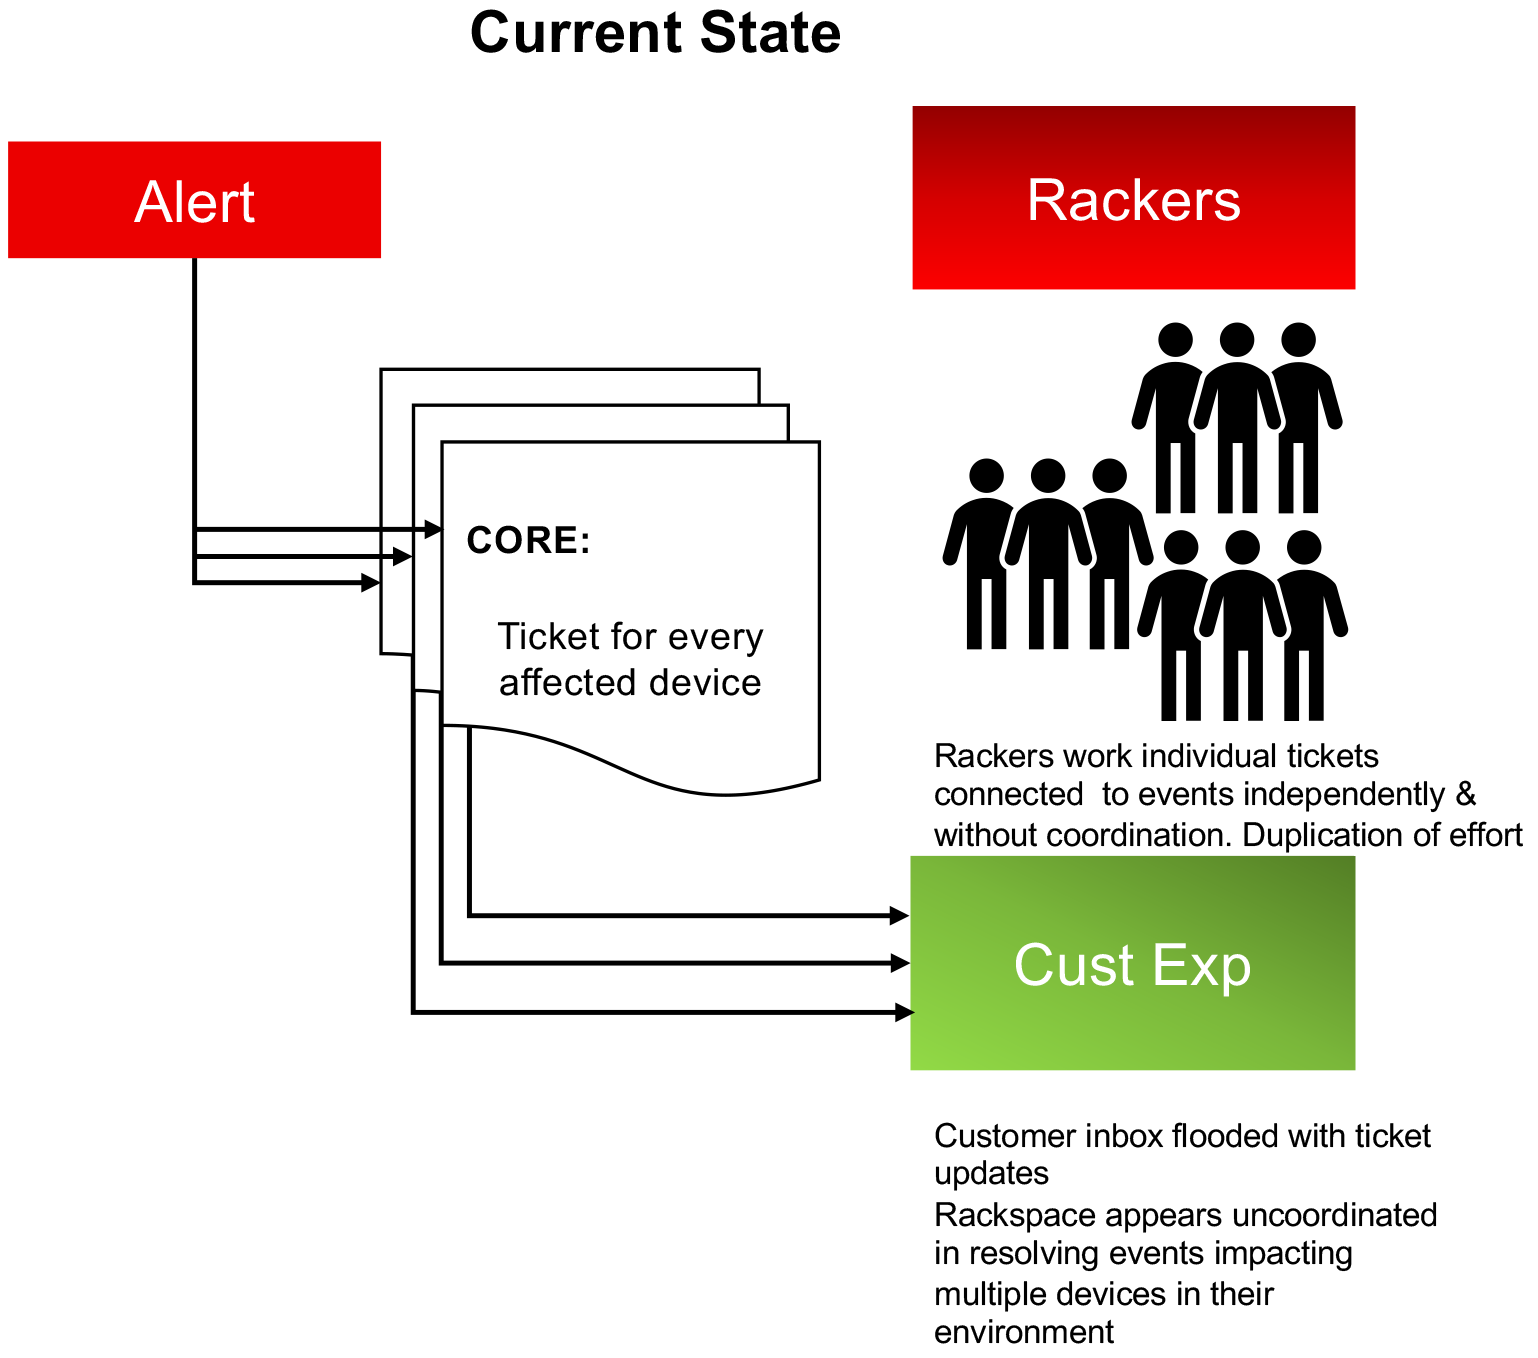 Current State
Alert
Rackers
CORE:
Ticket for every
affected device
Rackers work individual tickets
connected  to events independently &
without coordination. Duplication of effort
Cust Exp
Customer inbox flooded with ticket
updates
Rackspace appears uncoordinated
in resolving events impacting
multiple devices in their
environment